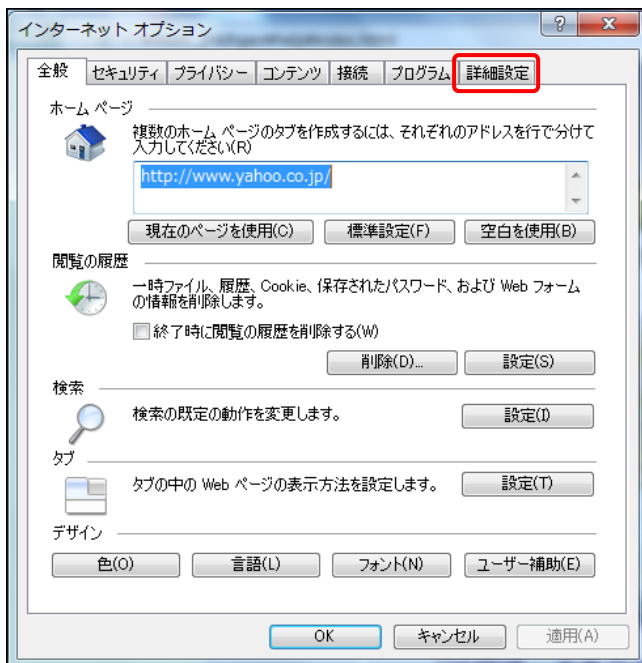 インターネット オプション
全般 セキュリティ プライバシー コンテンツ 接続 プログラム 詳細設定
ホーム ページ
複数のホーム ページのタブを作成するには、それぞれのアドレスを行で分けて
入力してください(R)
http://www.yahoo.co.jp/
現在のページを使用(C) 標準設定(F) 空白を使用(B)
閲覧の履歴
一時ファイル、履歴、Cookie、保存されたパスワード、および Web フォーム
の情報を削除します。
終了時に閲覧の履歴を削除する(W)
削除(D)... 設定(S)
検索
検索の既定の動作を変更します。 設定(I)
タブ
タブの中の Web ページの表示方法を設定します。 設定(T)
デザイン
色(O) 言語(L) フォント(N) ユーザー補助(E)
OK キャンセル 適用(A)